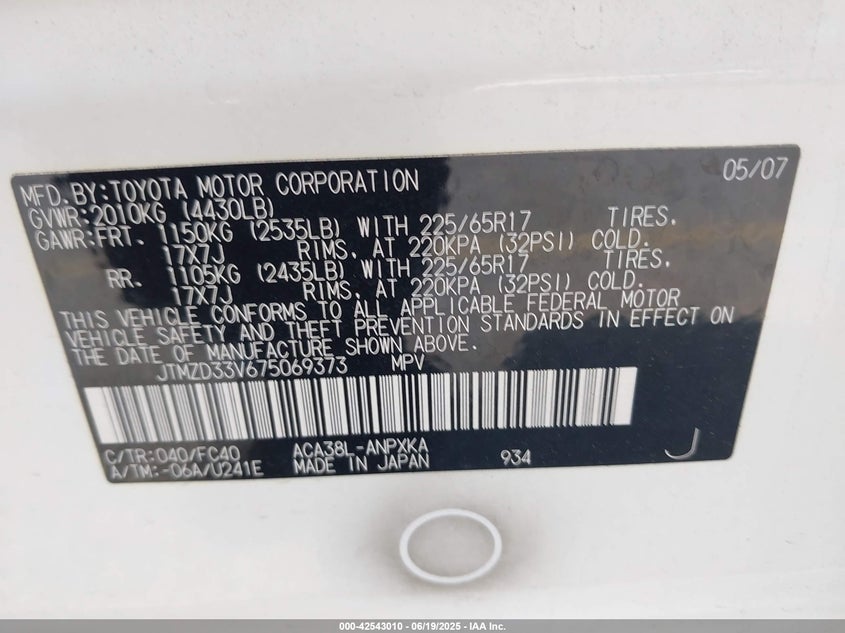 05/07
MFD.BY:TOYOTA MOTOR CORPORATION
GVWR:2010KG (4430LB)
GAWR:FRT. 1150KG (2535LB) WITH 225/65R17 TIRES.
17X7J RIMS, AT 220KPA (32PSI) COLD.
RR. 1105KG (2435LB) WITH 225/65R17 TIRES.
17X7J RIMS, AT 220KPA (32PSI) COLD.
THIS VEHICLE CONFORMS TO ALL APPLICABLE FEDERAL MOTOR
VEHICLE SAFETY AND THEFT PREVENTION STANDARDS IN EFFECT ON
THE DATE OF MANUFACTURE SHOWN ABOVE.
JTMZD33V675069373 MPV
C/TR:040/FC40 ACA38L-ANPXKA
A/TM:-06A/U241E MADE IN JAPAN 934
J
000-42543010 - 06/19/2025 - IAA Inc.